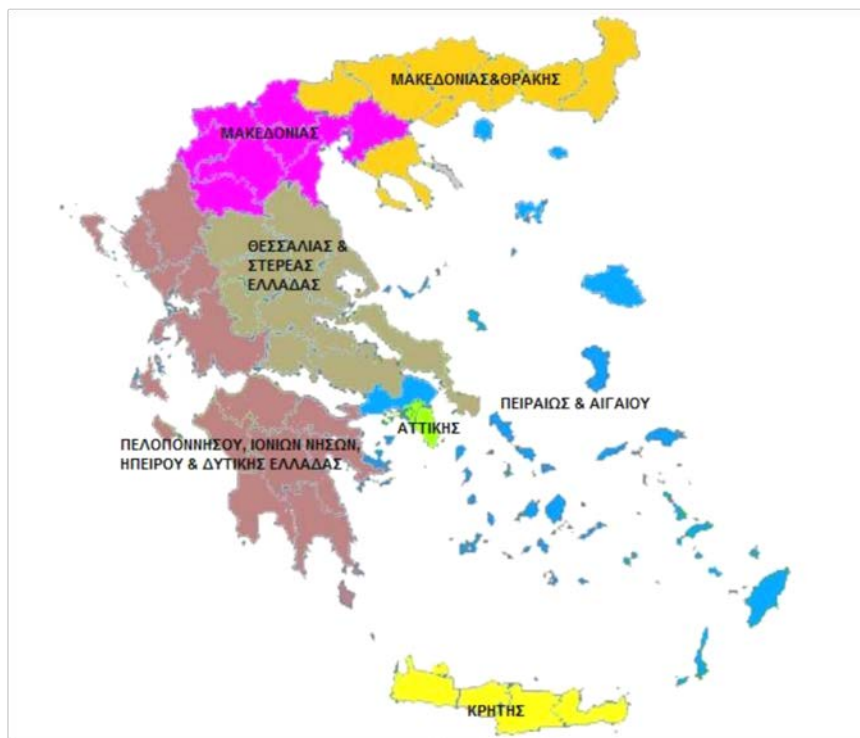 ΜΑΚΕΔΟΝΙΑΣ&ΘΡΑΚΗΣ
ΜΑΚΕΔΟΝΙΑΣ
ΘΕΣΣΑΛΙΑΣ &
ΣΤΕΡΕΑΣ
ΕΛΛΑΔΑΣ
ΠΕΙΡΑΙΩΣ & ΑΙΓΑΙΟΥ
ΑΤΤΙΚΗΣ
ΠΕΛΟΠΟΝΝΗΣΟΥ, ΙΟΝΙΩΝ ΝΗΣΩΝ,
ΗΠΕΙΡΟΥ & ΔΥΤΙΚΗΣ ΕΛΛΑΔΑΣ
ΚΡΗΤΗΣ